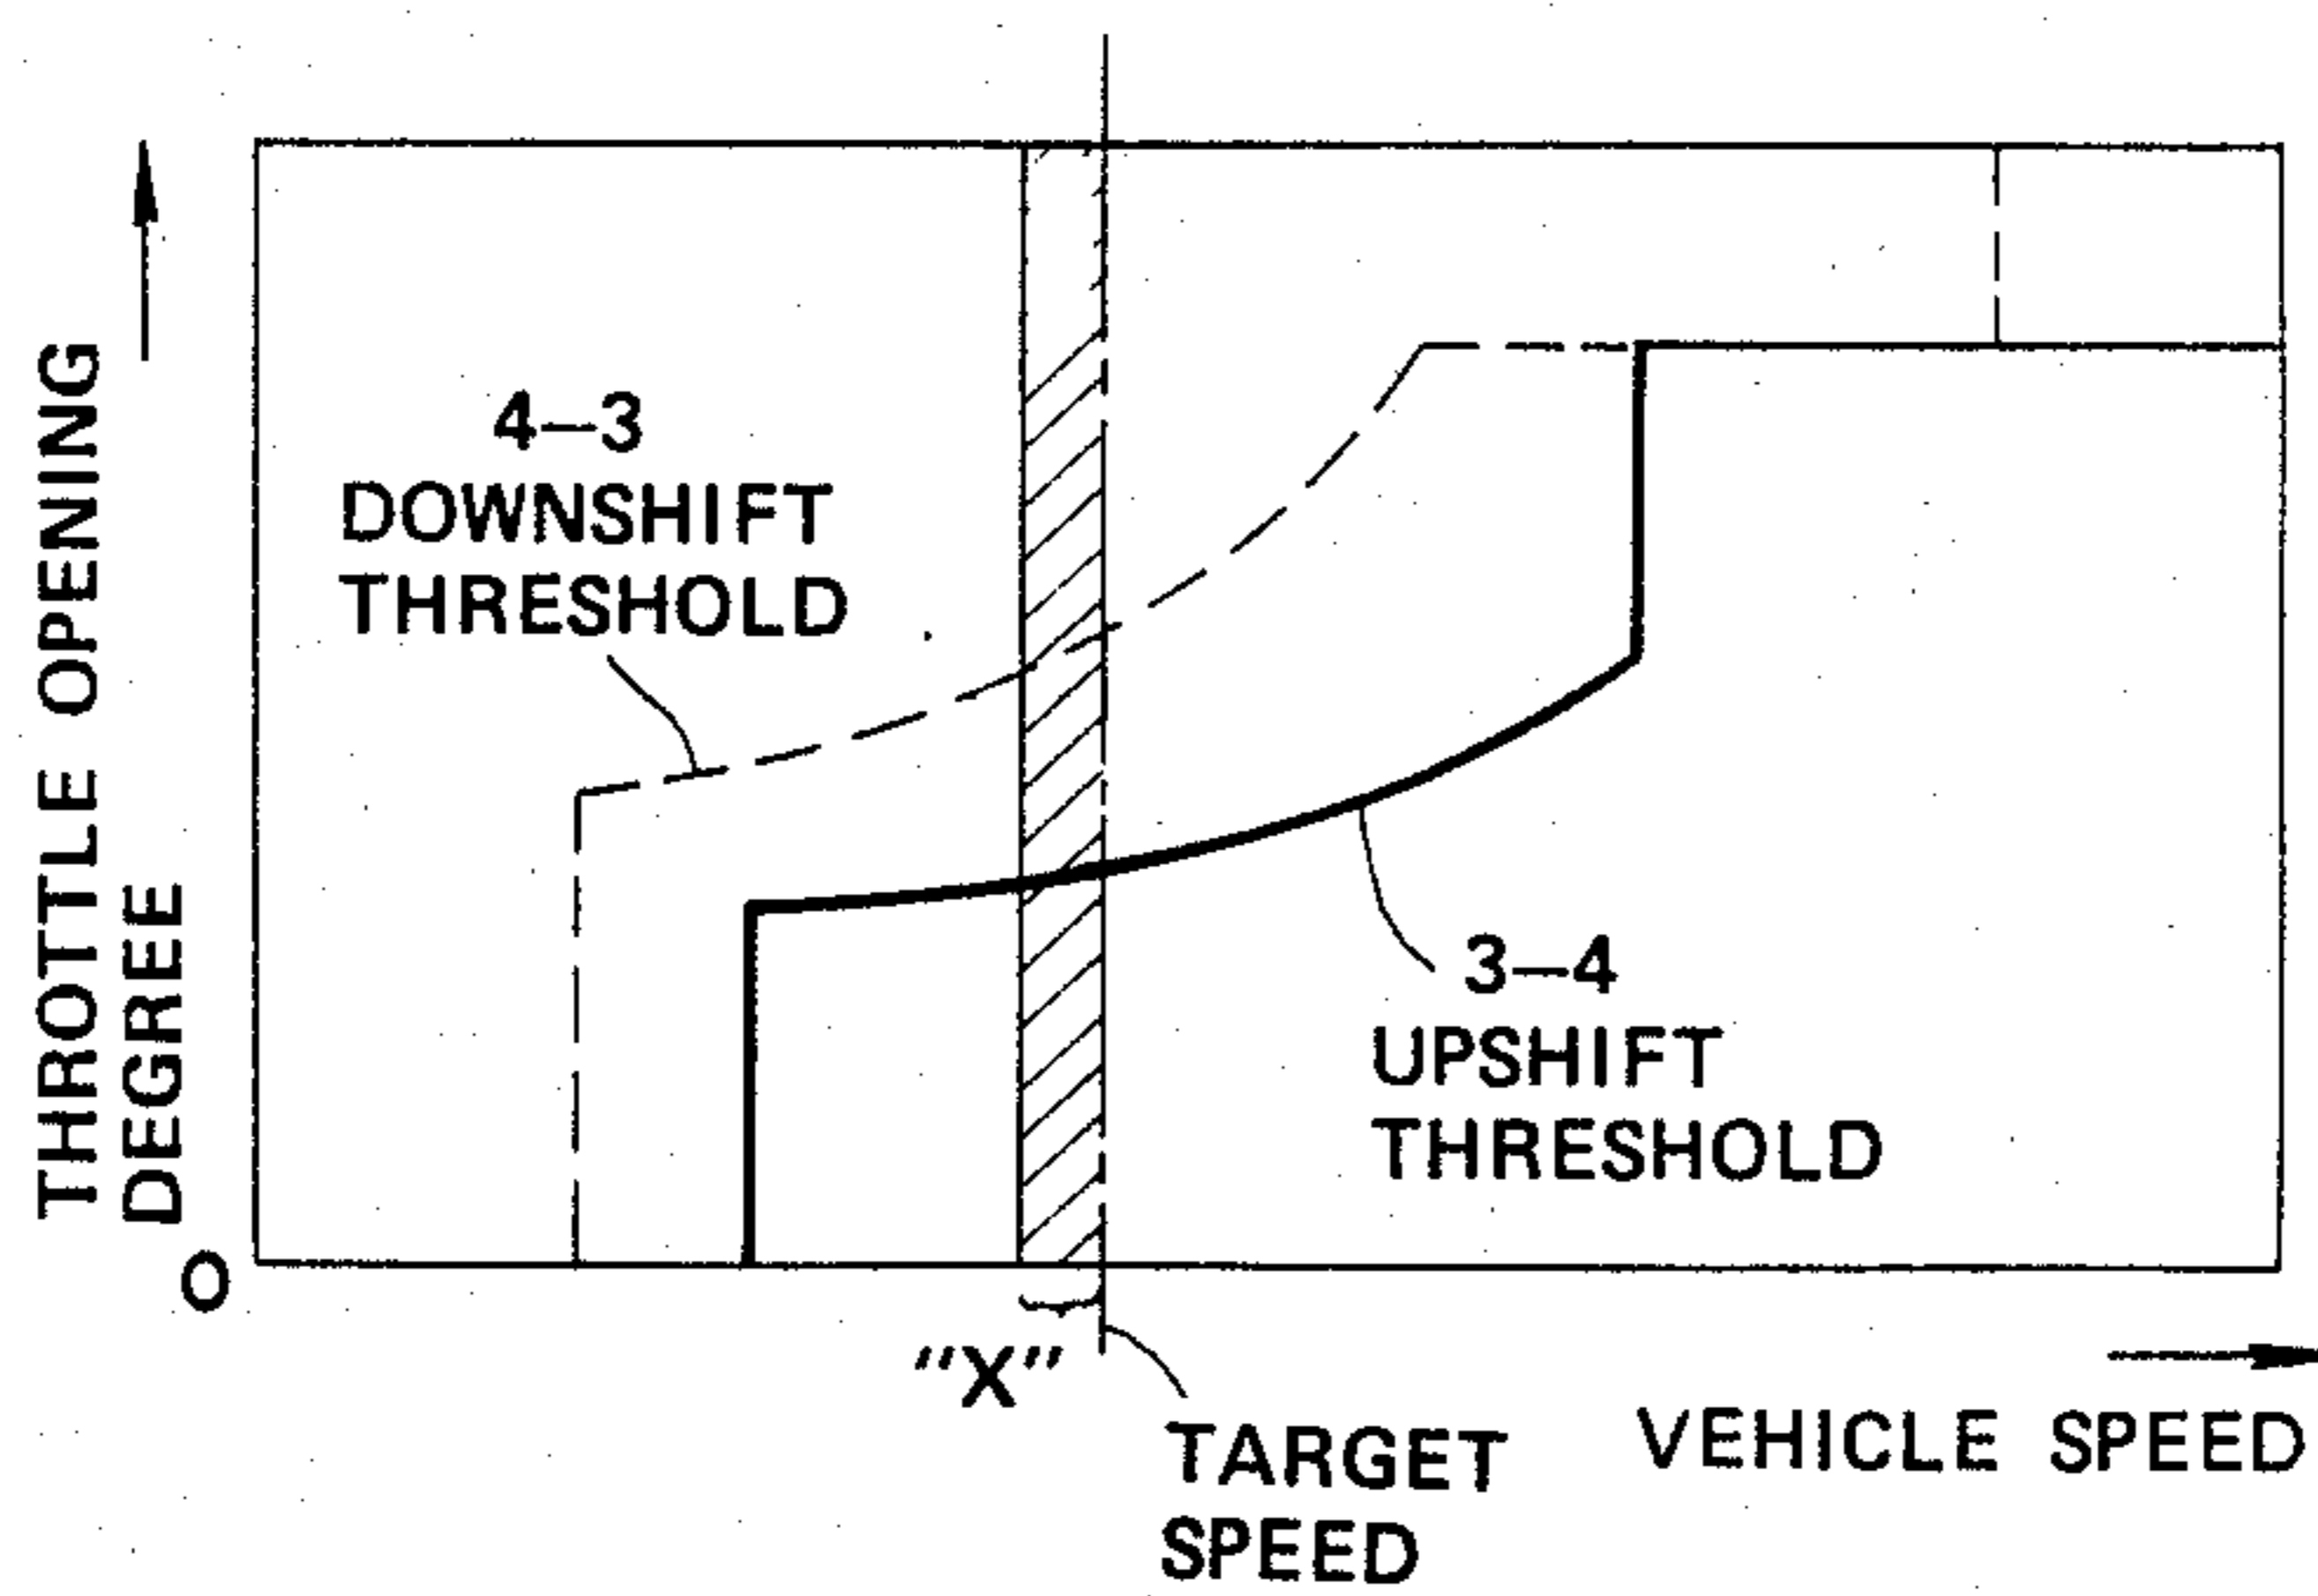 THROTTLE OPENING
DEGREE
4–3
DOWNSHIFT
THRESHOLD
3–4
UPSHIFT
THRESHOLD
O
"X"
TARGET
SPEED
VEHICLE SPEED